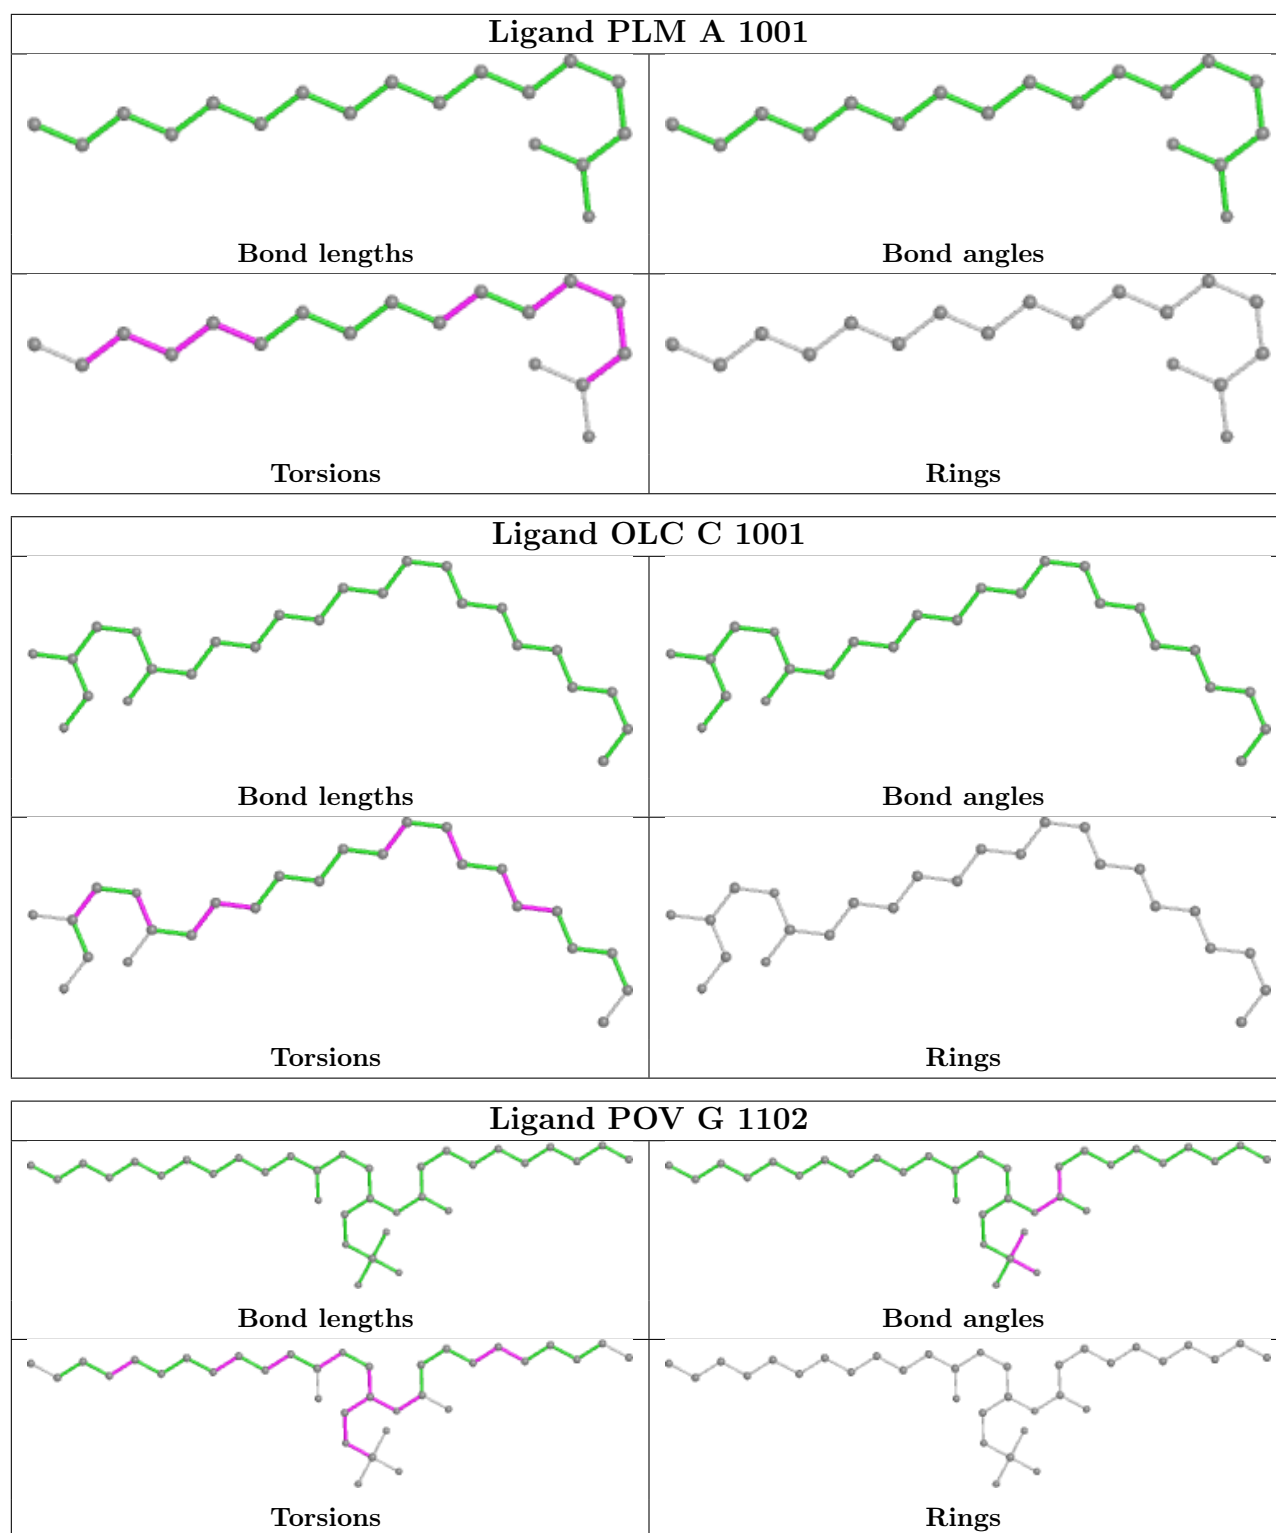 Ligand PLM A 1001
Bond lengths
Bond angles
Torsions
Rings
Ligand OLC C 1001
Bond lengths
Bond angles
Torsions
Rings
Ligand POV G 1102
Bond lengths
Bond angles
Torsions
Rings